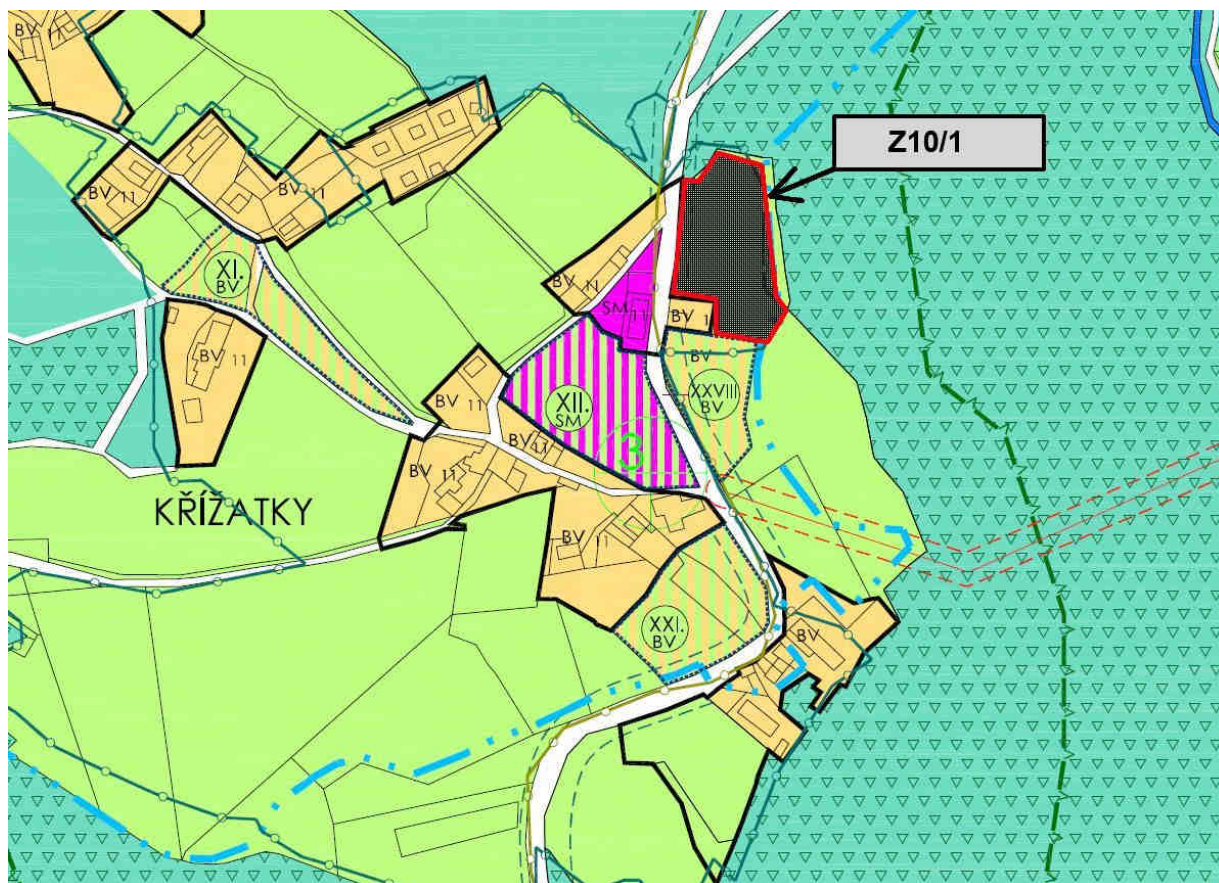 BV 11
Z10/1
BV 11
BV 11
XI.
BV
BV 11
SM 11
BV 1
BV 11
BV
XXVIII
BV
XII.
SM
BV 11
BV 11
BV 11
3
KŘÍŽATKY
BV 11
XXI.
BV
BV